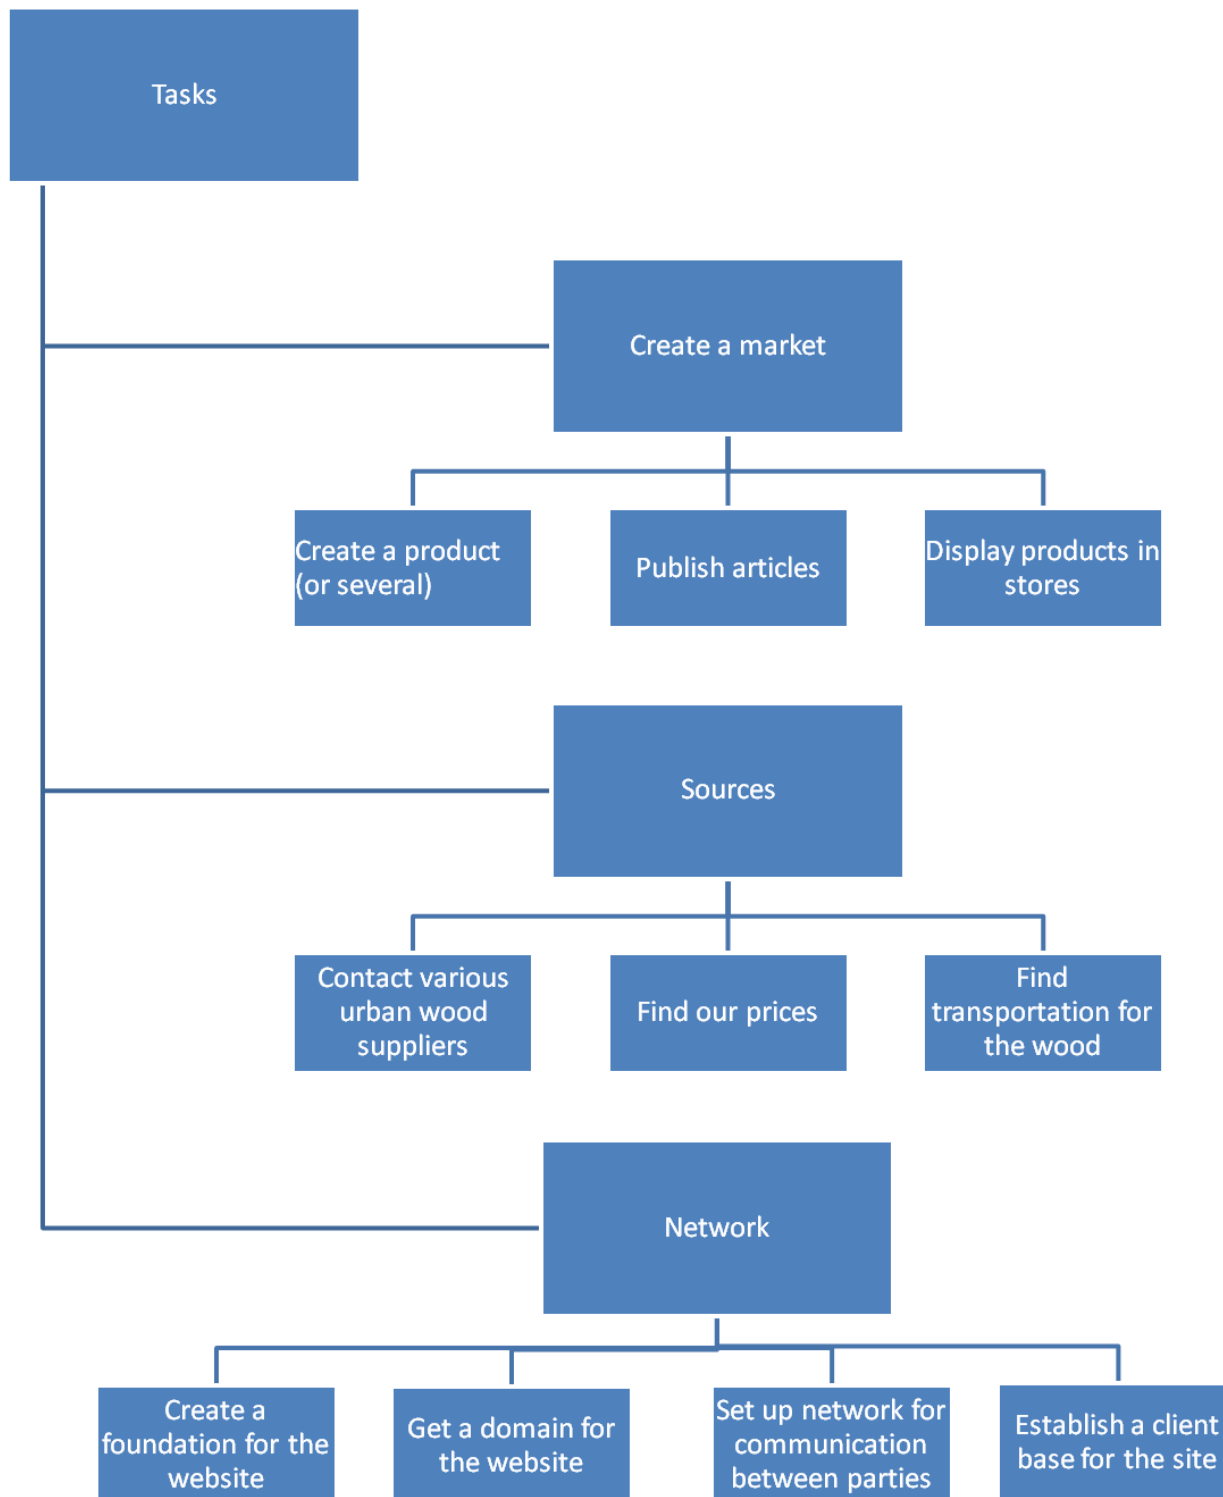 Tasks
Create a market
Create a product
(or several)
Publish articles
Display products in
stores
Sources
Contact various
urban wood
suppliers
Find our prices
Find
transportation for
the wood
Network
Create a
foundation for the
website
Get a domain for
the website
Set up network for
communication
between parties
Establish a client
base for the site